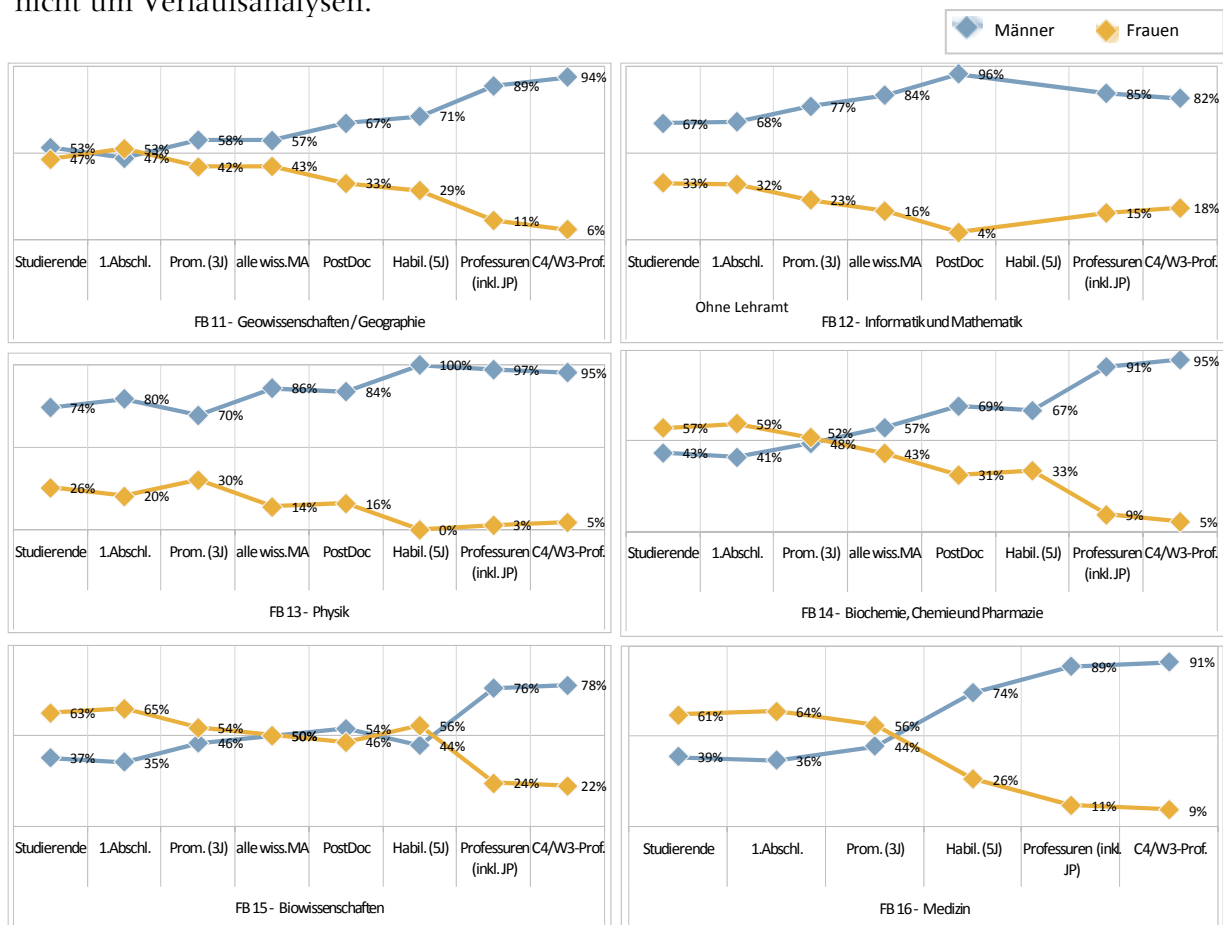 nicht um Verlaufsanalysen.
Männer Frauen
94%
89%
71%
67%
58% 57%
53% 53%
47% 47%
42% 43%
33%
29%
11%
6%
Studierende 1.Abschl. Prom. (3J) alle wiss.MA PostDoc Habil. (5J) Professuren C4/W3-Prof.
(inkl. JP)
FB 11 - Geowissenschaften / Geographie
96%
84% 85% 82%
77%
67% 68%
33% 32%
23%
16% 15% 18%
4%
Studierende 1.Abschl. Prom. (3J) alle wiss.MA PostDoc Habil. (5J) Professuren C4/W3-Prof.
(inkl. JP)
Ohne Lehramt
FB 12 - Informatik und Mathematik
100% 97% 95%
86% 84%
74% 80%
70%
26% 20% 30%
14% 16%
0% 3% 5%
Studierende 1.Abschl. Prom. (3J) alle wiss.MA PostDoc Habil. (5J) Professuren C4/W3-Prof.
(inkl. JP)
FB 13 - Physik
91% 95%
69% 67%
57% 59% 52% 57%
43% 41% 48% 43%
31% 33%
9% 5%
Studierende 1.Abschl. Prom. (3J) alle wiss.MA PostDoc Habil. (5J) Professuren C4/W3-Prof.
(inkl. JP)
FB 14 - Biochemie, Chemie und Pharmazie
76% 78%
63% 65%
54% 50% 54% 56%
46% 46% 44%
37% 35%
24% 22%
Studierende 1.Abschl. Prom. (3J) alle wiss.MA PostDoc Habil. (5J) Professuren C4/W3-Prof.
(inkl. JP)
FB 15 - Biowissenschaften
89% 91%
74%
61% 64% 56%
39% 36% 44%
26%
11% 9%
Studierende 1.Abschl. Prom. (3J) Habil. (5J) Professuren (inkl. C4/W3-Prof.
JP)
FB 16 - Medizin